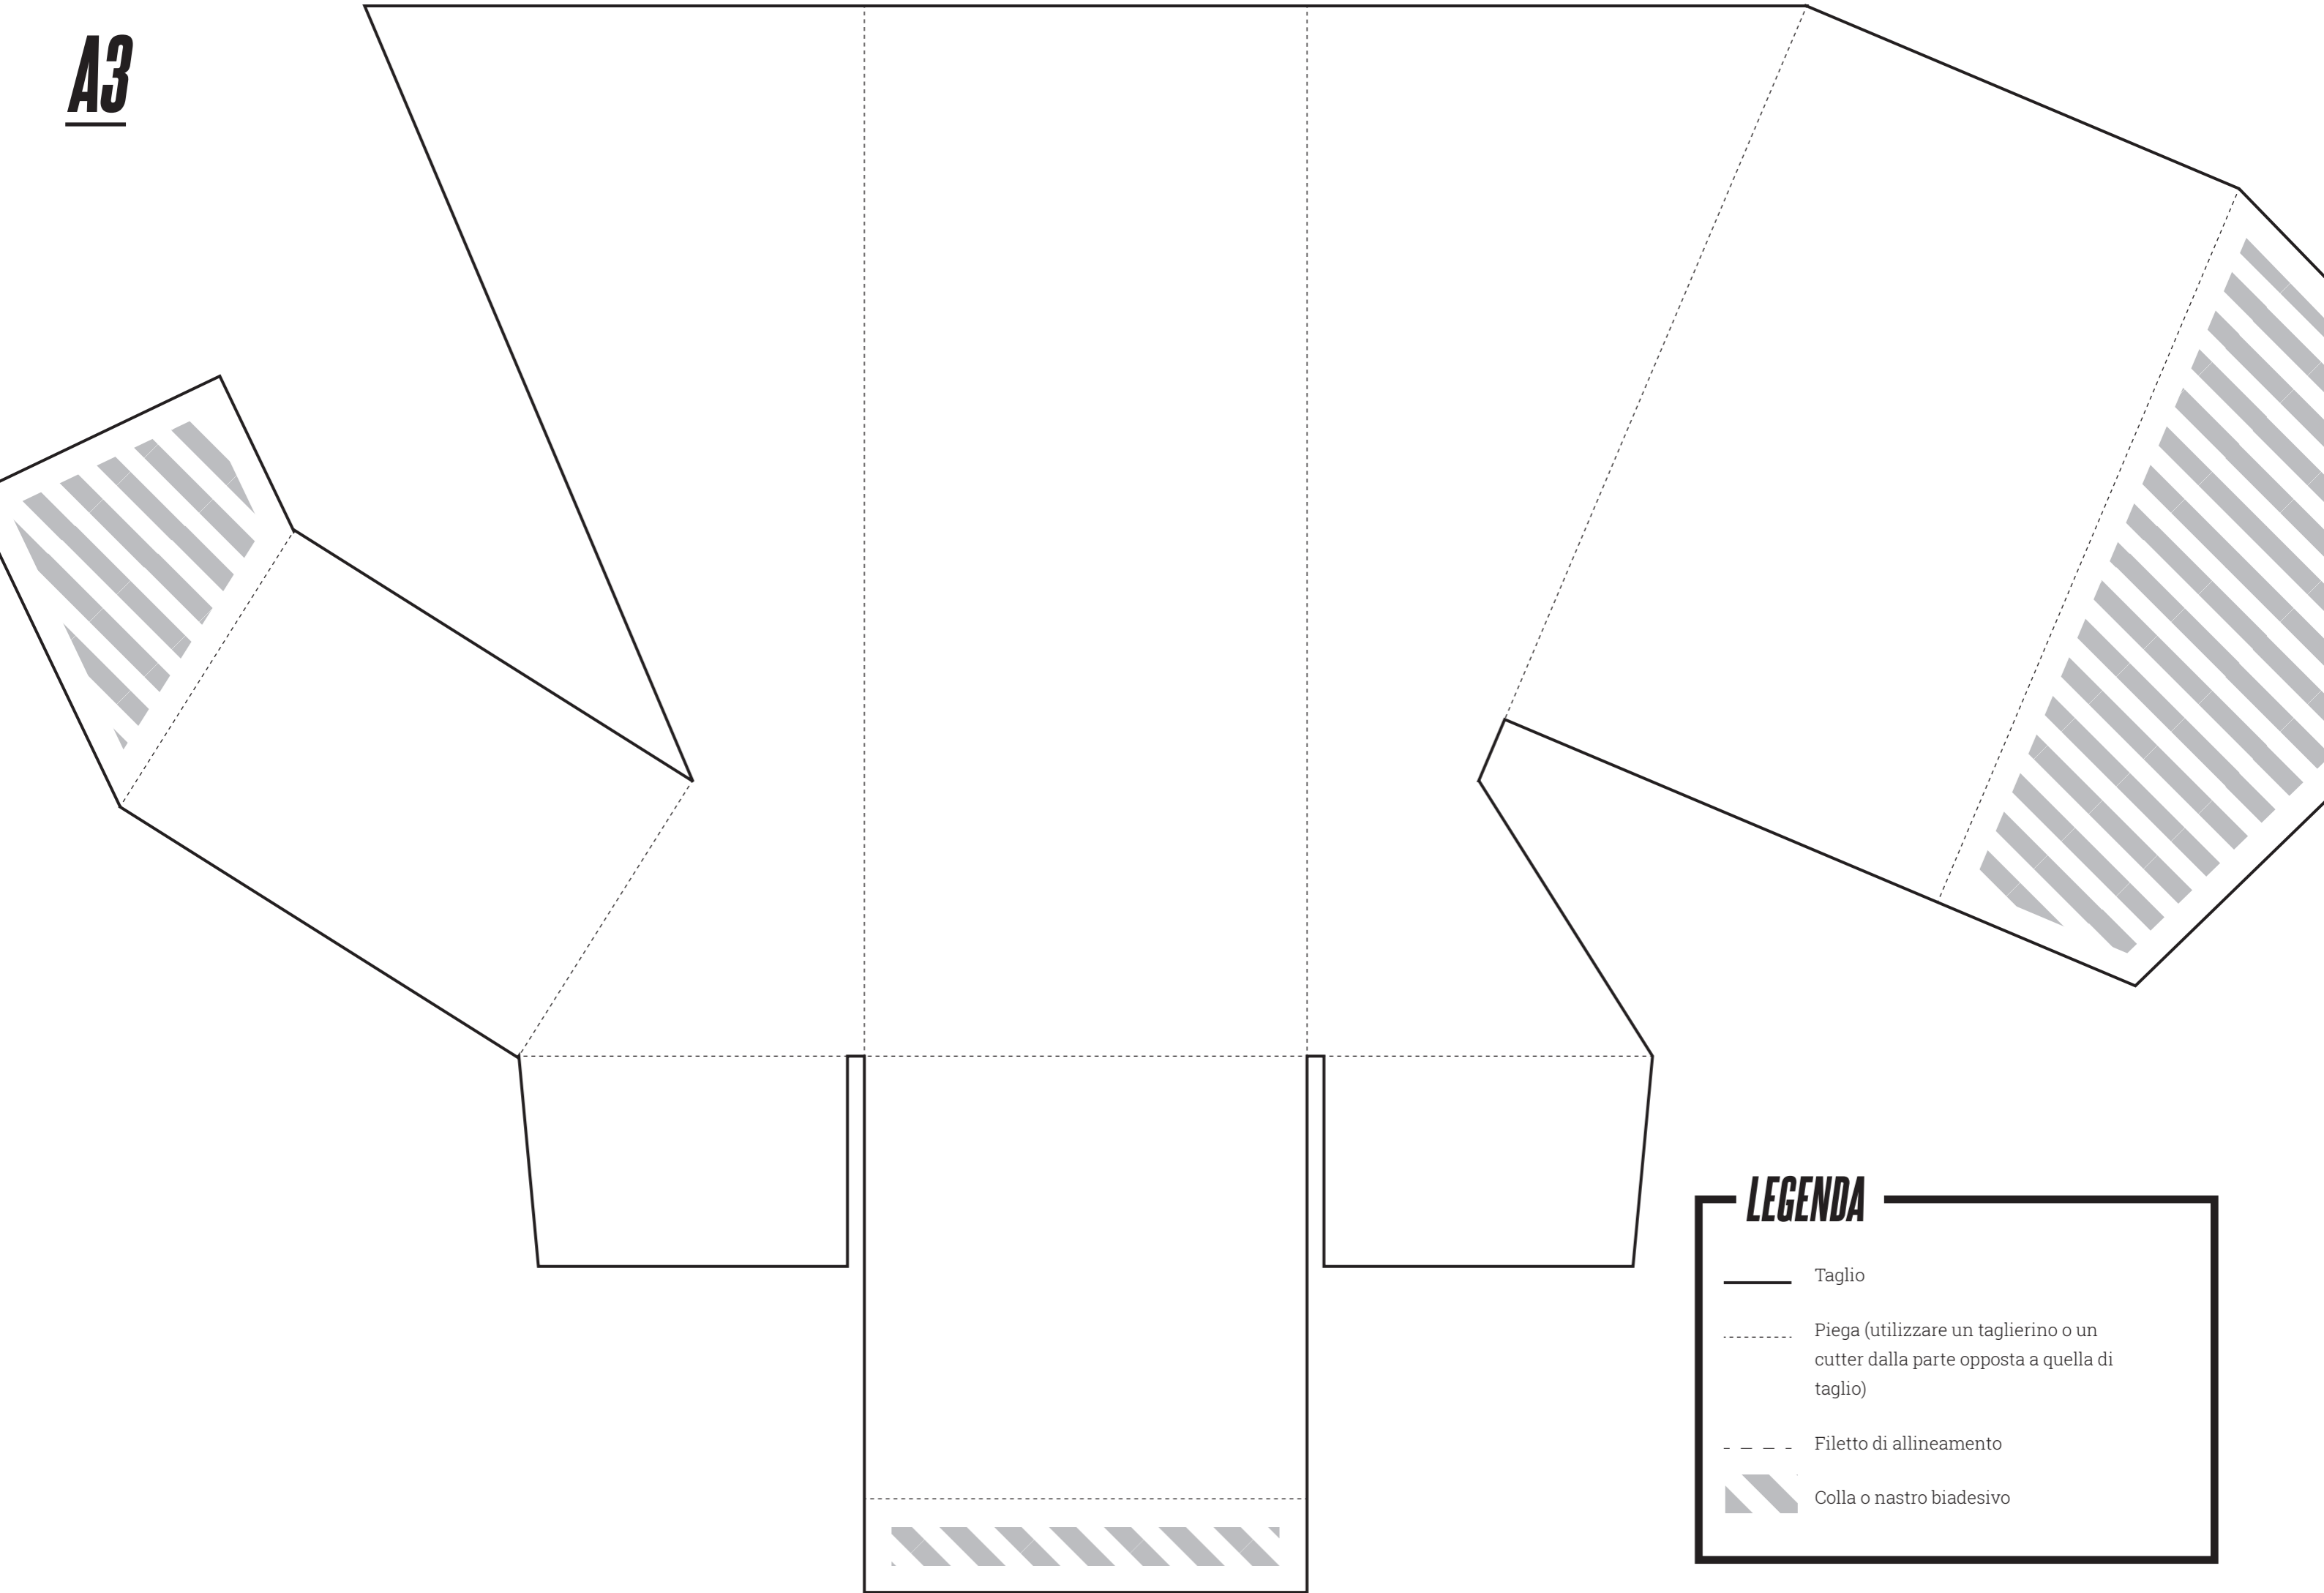 A3
LEGENDA
Taglio
Piega (utilizzare un taglierino o un
cutter dalla parte opposta a quella di
taglio)
Filetto di allineamento
Colla o nastro biadesivo